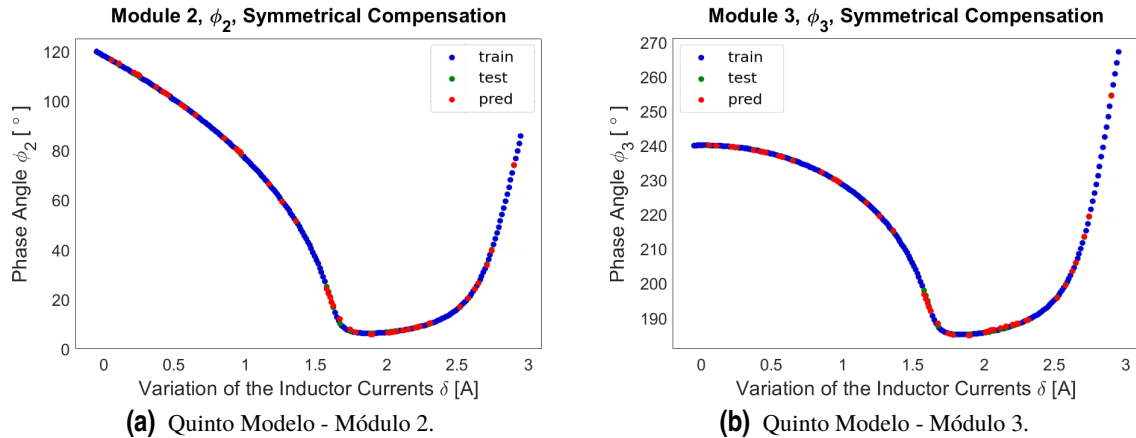 Module 2, ϕ₂, Symmetrical Compensation
120
100
80
60
40
20
0
Phase Angle ϕ₂ [ ° ]
train
test
pred
0 0.5 1 1.5 2 2.5 3
Variation of the Inductor Currents δ [A]
(a) Quinto Modelo - Módulo 2.
Module 3, ϕ₃, Symmetrical Compensation
270
260
250
240
230
220
210
200
190
Phase Angle ϕ₃ [ ° ]
train
test
pred
0 0.5 1 1.5 2 2.5 3
Variation of the Inductor Currents δ [A]
(b) Quinto Modelo - Módulo 3.